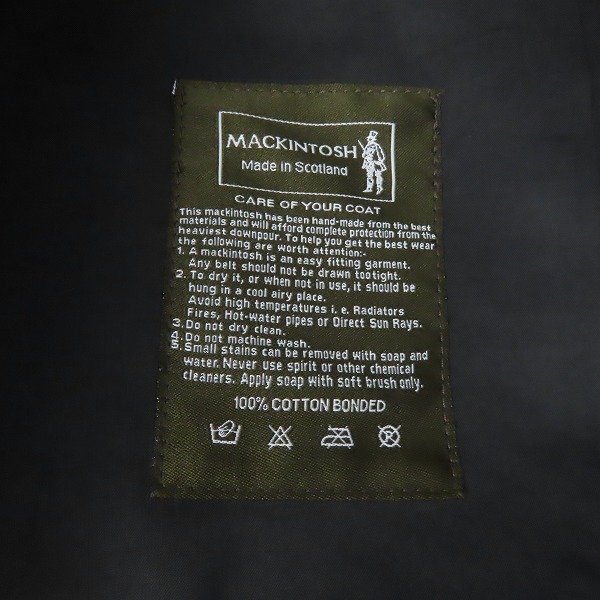 MACKINTOSH
Made in Scotland
CARE OF YOUR COAT
This mackintosh has been hand-made from the best
materials and will afford complete protection from the
heaviest downpour. To help you get the best wear
the following are worth attention:-
1. A mackintosh is an easy fitting garment.
Any belt should not be drawn too tight.
2. To dry it, or when not in use, it should be
hung in a cool airy place.
Avoid high temperatures i. e. Radiators
Fires, Hot-water pipes or Direct Sun Rays.
3. Do not dry clean.
4. Do not machine wash.
5. Small stains can be removed with soap and
water. Never use spirit or other chemical
cleaners. Apply soap with soft brush only.
100% COTTON BONDED
R